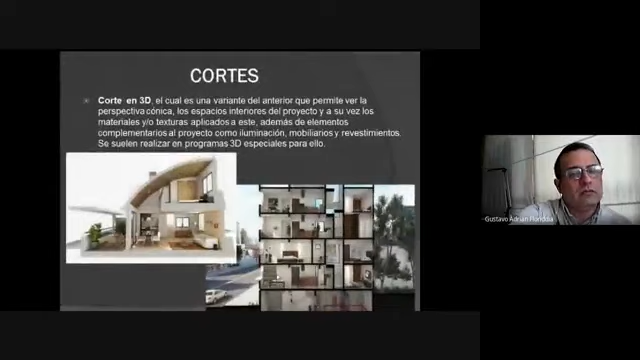 CORTES
Corte en 3D, el cual es una variante del anterior que permite ver la
perspectiva cónica, los espacios interiores del proyecto y a su vez los
materiales y/o texturas aplicados a este, además de elementos
complementarios al proyecto como iluminación, mobiliarios y revestimientos.
Se suelen realizar en programas 3D especiales para ello.
Gustavo Adrian